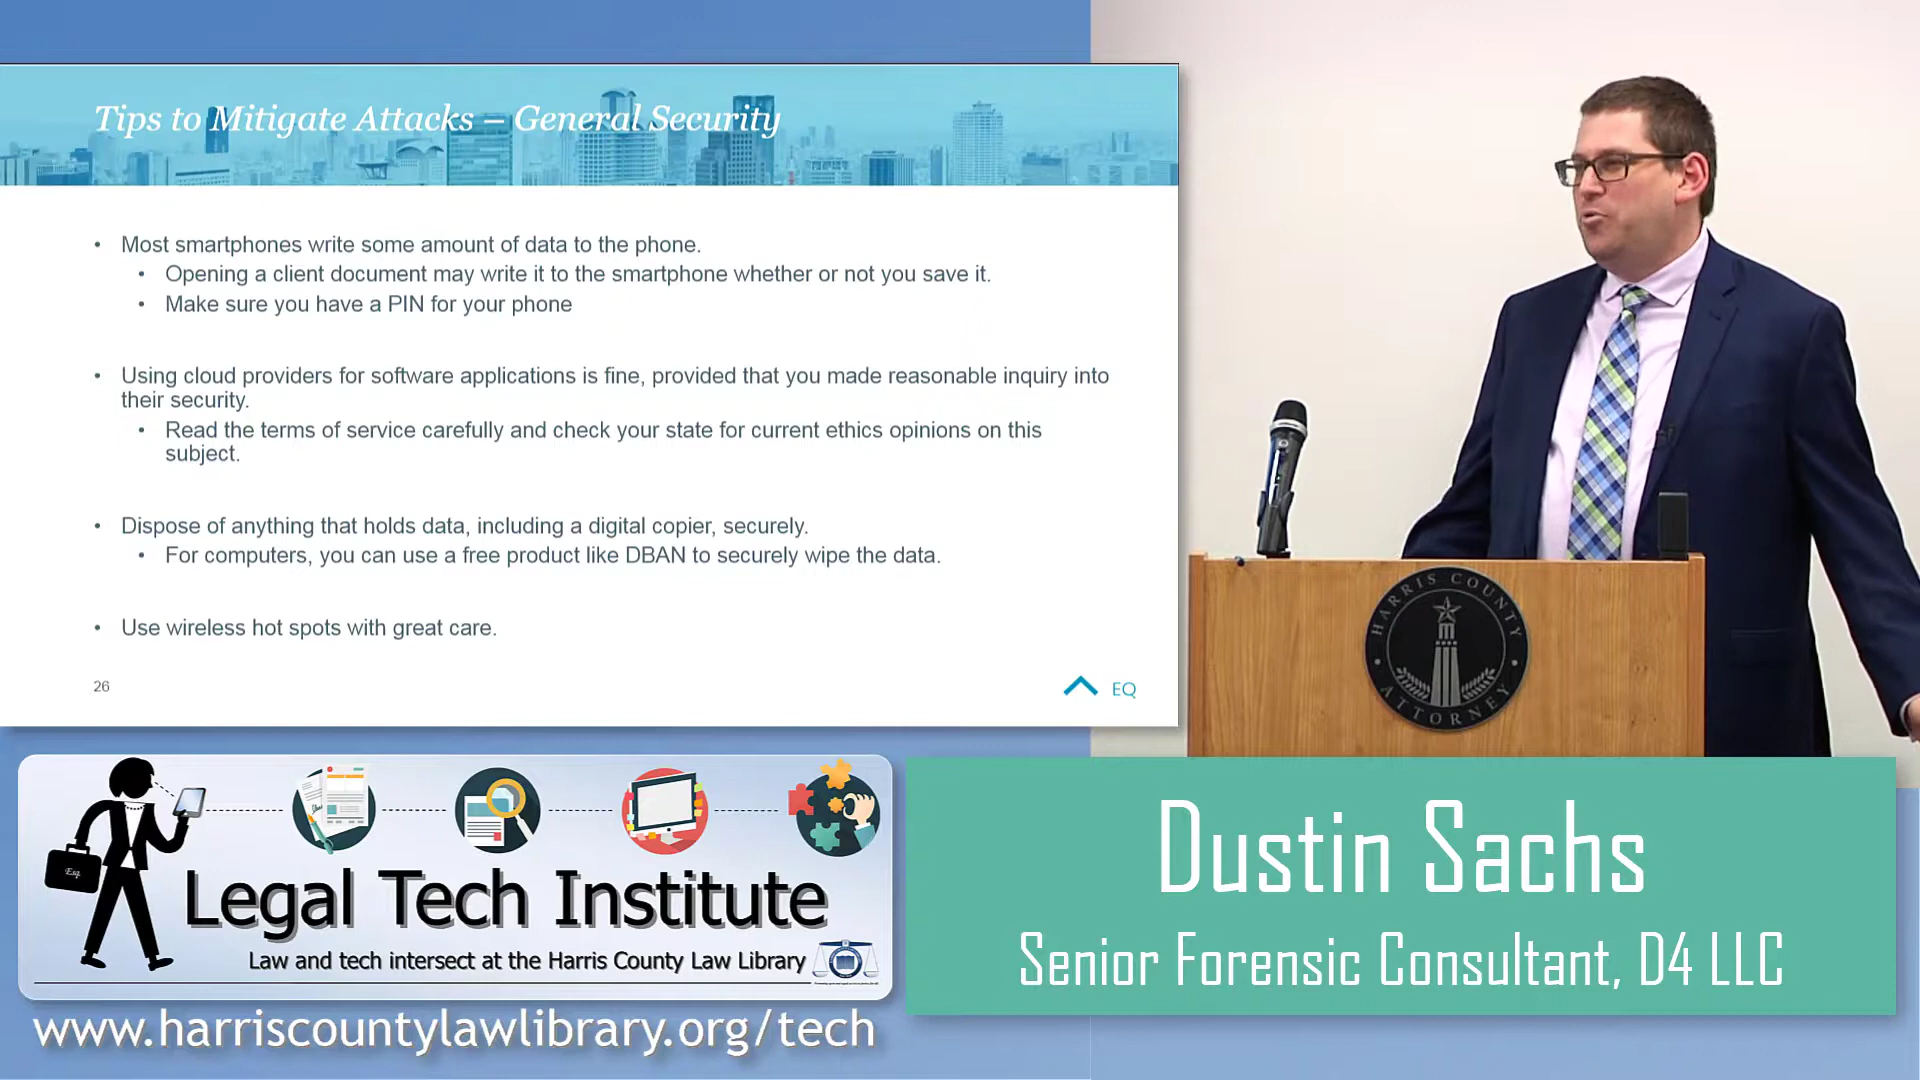 Tips to Mitigate Attacks – General Security
• Most smartphones write some amount of data to the phone.
• Opening a client document may write it to the smartphone whether or not you save it.
• Make sure you have a PIN for your phone
• Using cloud providers for software applications is fine, provided that you made reasonable inquiry into
their security.
• Read the terms of service carefully and check your state for current ethics opinions on this
subject.
• Dispose of anything that holds data, including a digital copier, securely.
• For computers, you can use a free product like DBAN to securely wipe the data.
• Use wireless hot spots with great care.
26
EQ
HARRIS COUNTY
ATTORNEY
Esq.
Legal Tech Institute
Law and tech intersect at the Harris County Law Library
www.harriscountylawlibrary.org/tech
Dustin Sachs
Senior Forensic Consultant, D4 LLC